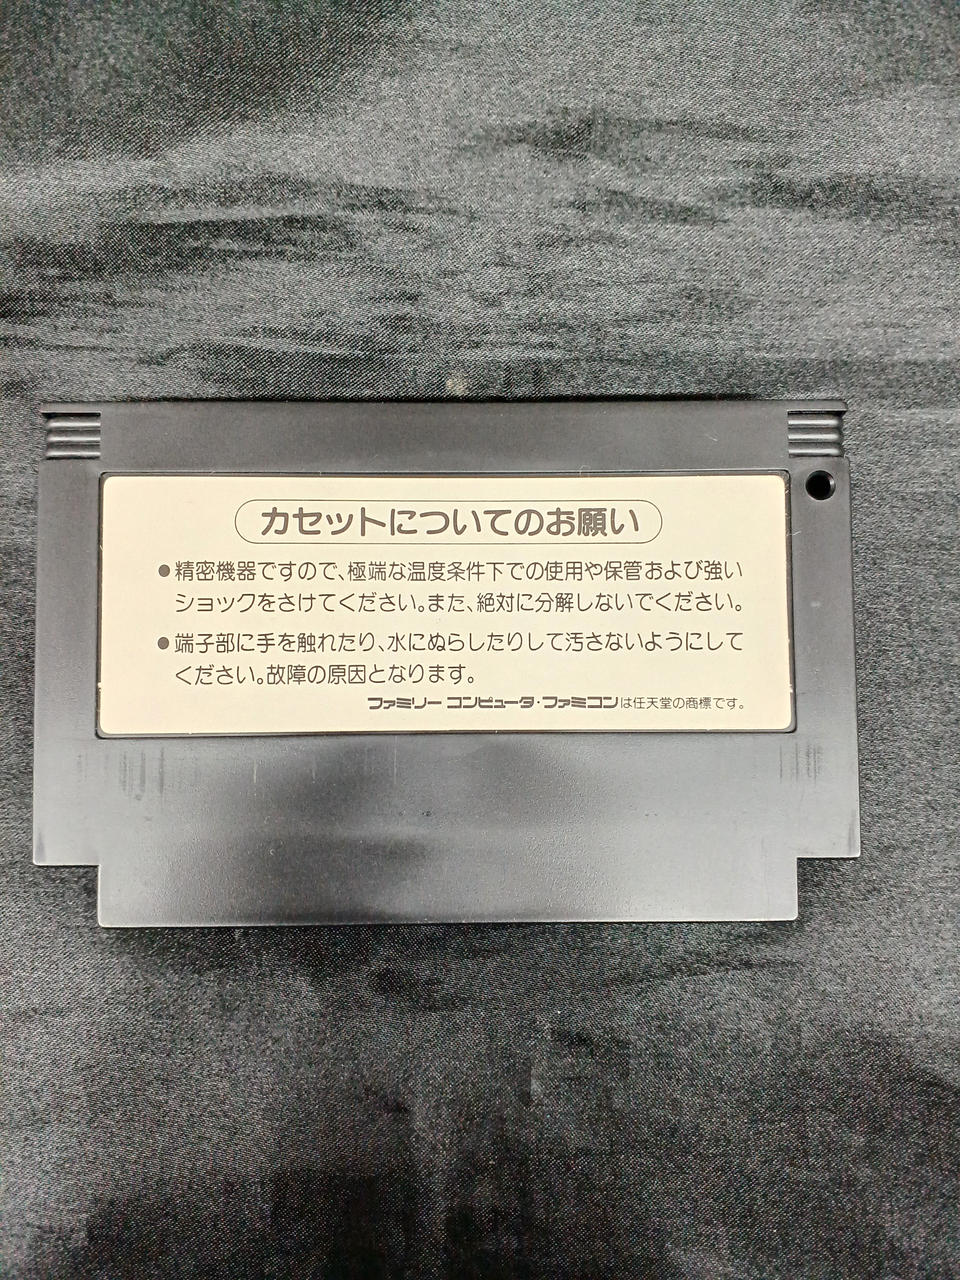 カセットについてのお願い
●精密機器ですので、極端な温度条件下での使用や保管および強い
ショックをさけてください。また、絶対に分解しないでください。
●端子部に手を触れたり、水にぬらしたりして汚さないようにして
ください。故障の原因となります。
ファミリー コンピュータ・ファミコンは任天堂の商標です。